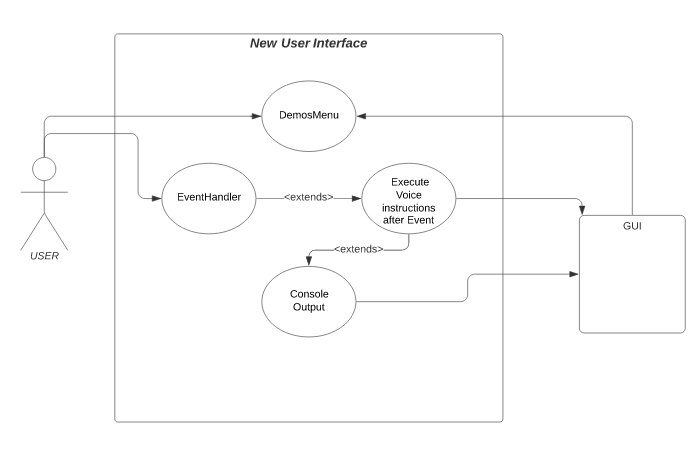 New User Interface
DemosMenu
EventHandler
<extends>
Execute
Voice
instructions
after Event
GUI
<extends>
USER
Console
Output